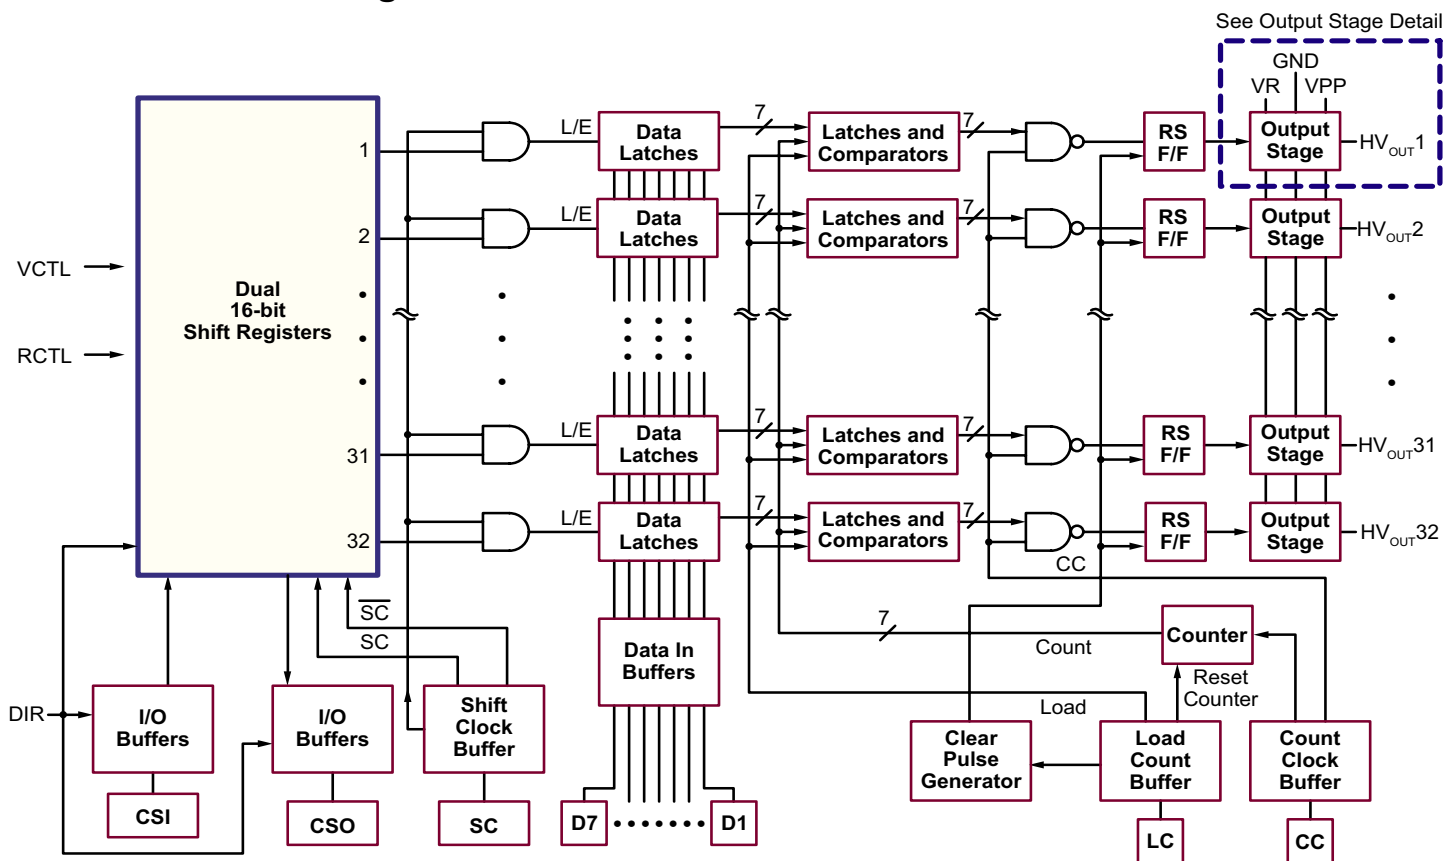 See Output Stage Detail
GND
VR VPP
1 L/E Data Latches 7 Latches and Comparators 7 RS F/F Output Stage HVOUT1
2 L/E Data Latches 7 Latches and Comparators 7 RS F/F Output Stage HVOUT2
VCTL
Dual
16-bit
Shift Registers
RCTL
31 L/E Data Latches 7 Latches and Comparators 7 RS F/F Output Stage HVOUT31
32 L/E Data Latches 7 Latches and Comparators 7 RS F/F Output Stage HVOUT32
CC
SC
SC
7
Count
Counter
Data In
Buffers
Reset
Counter
Load
DIR
I/O
Buffers
I/O
Buffers
Shift
Clock
Buffer
Clear
Pulse
Generator
Load
Count
Buffer
Count
Clock
Buffer
CSI
CSO
SC
D7
D1
LC
CC